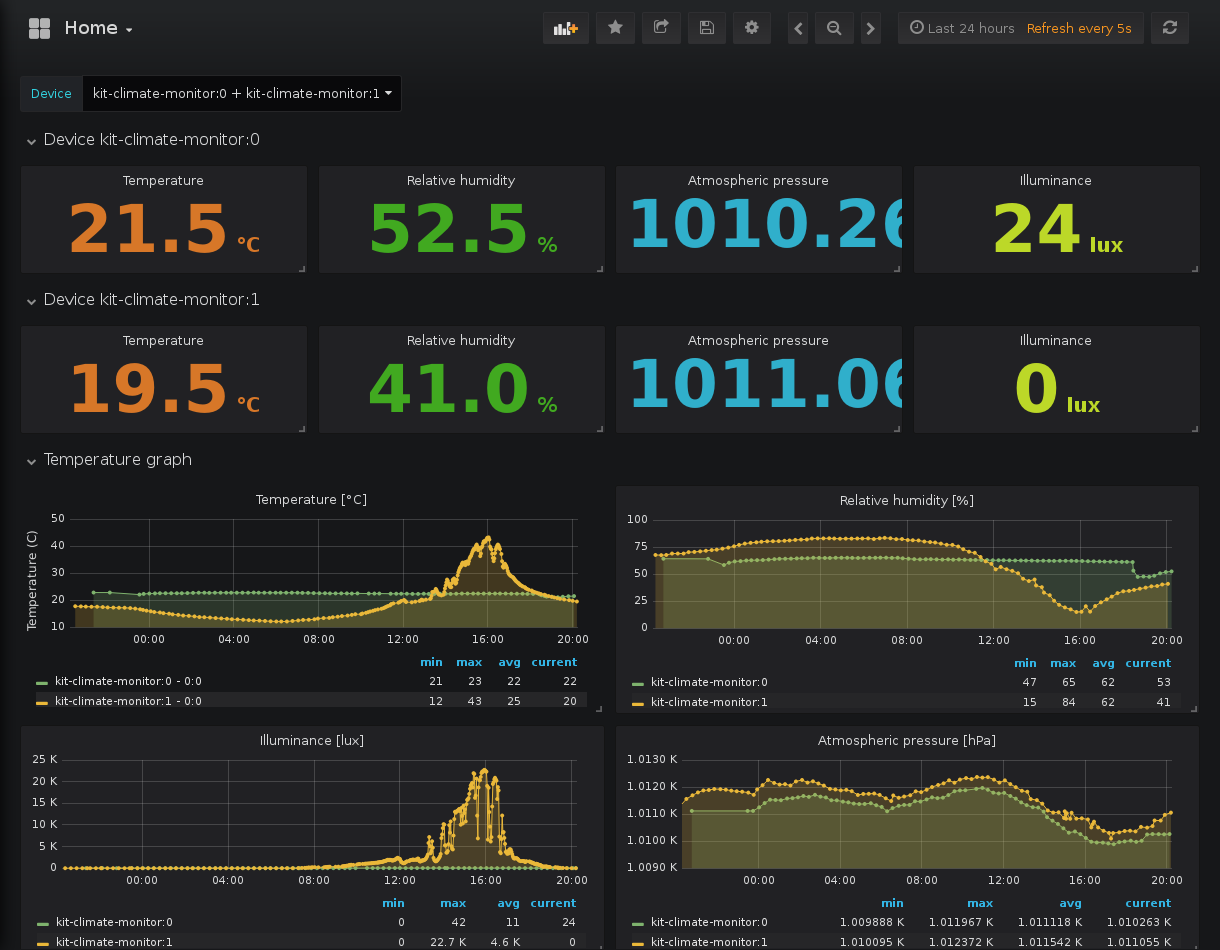 Home
Last 24 hours Refresh every 5s
Device kit-climate-monitor:0 + kit-climate-monitor:1
Device kit-climate-monitor:0
Temperature
21.5 °C
Relative humidity
52.5 %
Atmospheric pressure
1010.26
Illuminance
24 lux
Device kit-climate-monitor:1
Temperature
19.5 °C
Relative humidity
41.0 %
Atmospheric pressure
1011.06
Illuminance
0 lux
Temperature graph
Temperature [°C]
Temperature (C)
50
40
30
20
10
00:00 04:00 08:00 12:00 16:00 20:00
min max avg current
kit-climate-monitor:0 - 0:0 21 23 22 22
kit-climate-monitor:1 - 0:0 12 43 25 20
Relative humidity [%]
100
75
50
25
0
00:00 04:00 08:00 12:00 16:00 20:00
min max avg current
kit-climate-monitor:0 47 65 62 53
kit-climate-monitor:1 15 84 62 41
Illuminance [lux]
25 K
20 K
15 K
10 K
5 K
0
00:00 04:00 08:00 12:00 16:00 20:00
min max avg current
kit-climate-monitor:0 0 42 11 24
kit-climate-monitor:1 0 22.7 K 4.6 K 0
Atmospheric pressure [hPa]
1.0130 K
1.0120 K
1.0110 K
1.0100 K
1.0090 K
00:00 04:00 08:00 12:00 16:00 20:00
min max avg current
kit-climate-monitor:0 1.009888 K 1.011967 K 1.011118 K 1.010263 K
kit-climate-monitor:1 1.010095 K 1.012372 K 1.011542 K 1.011055 K